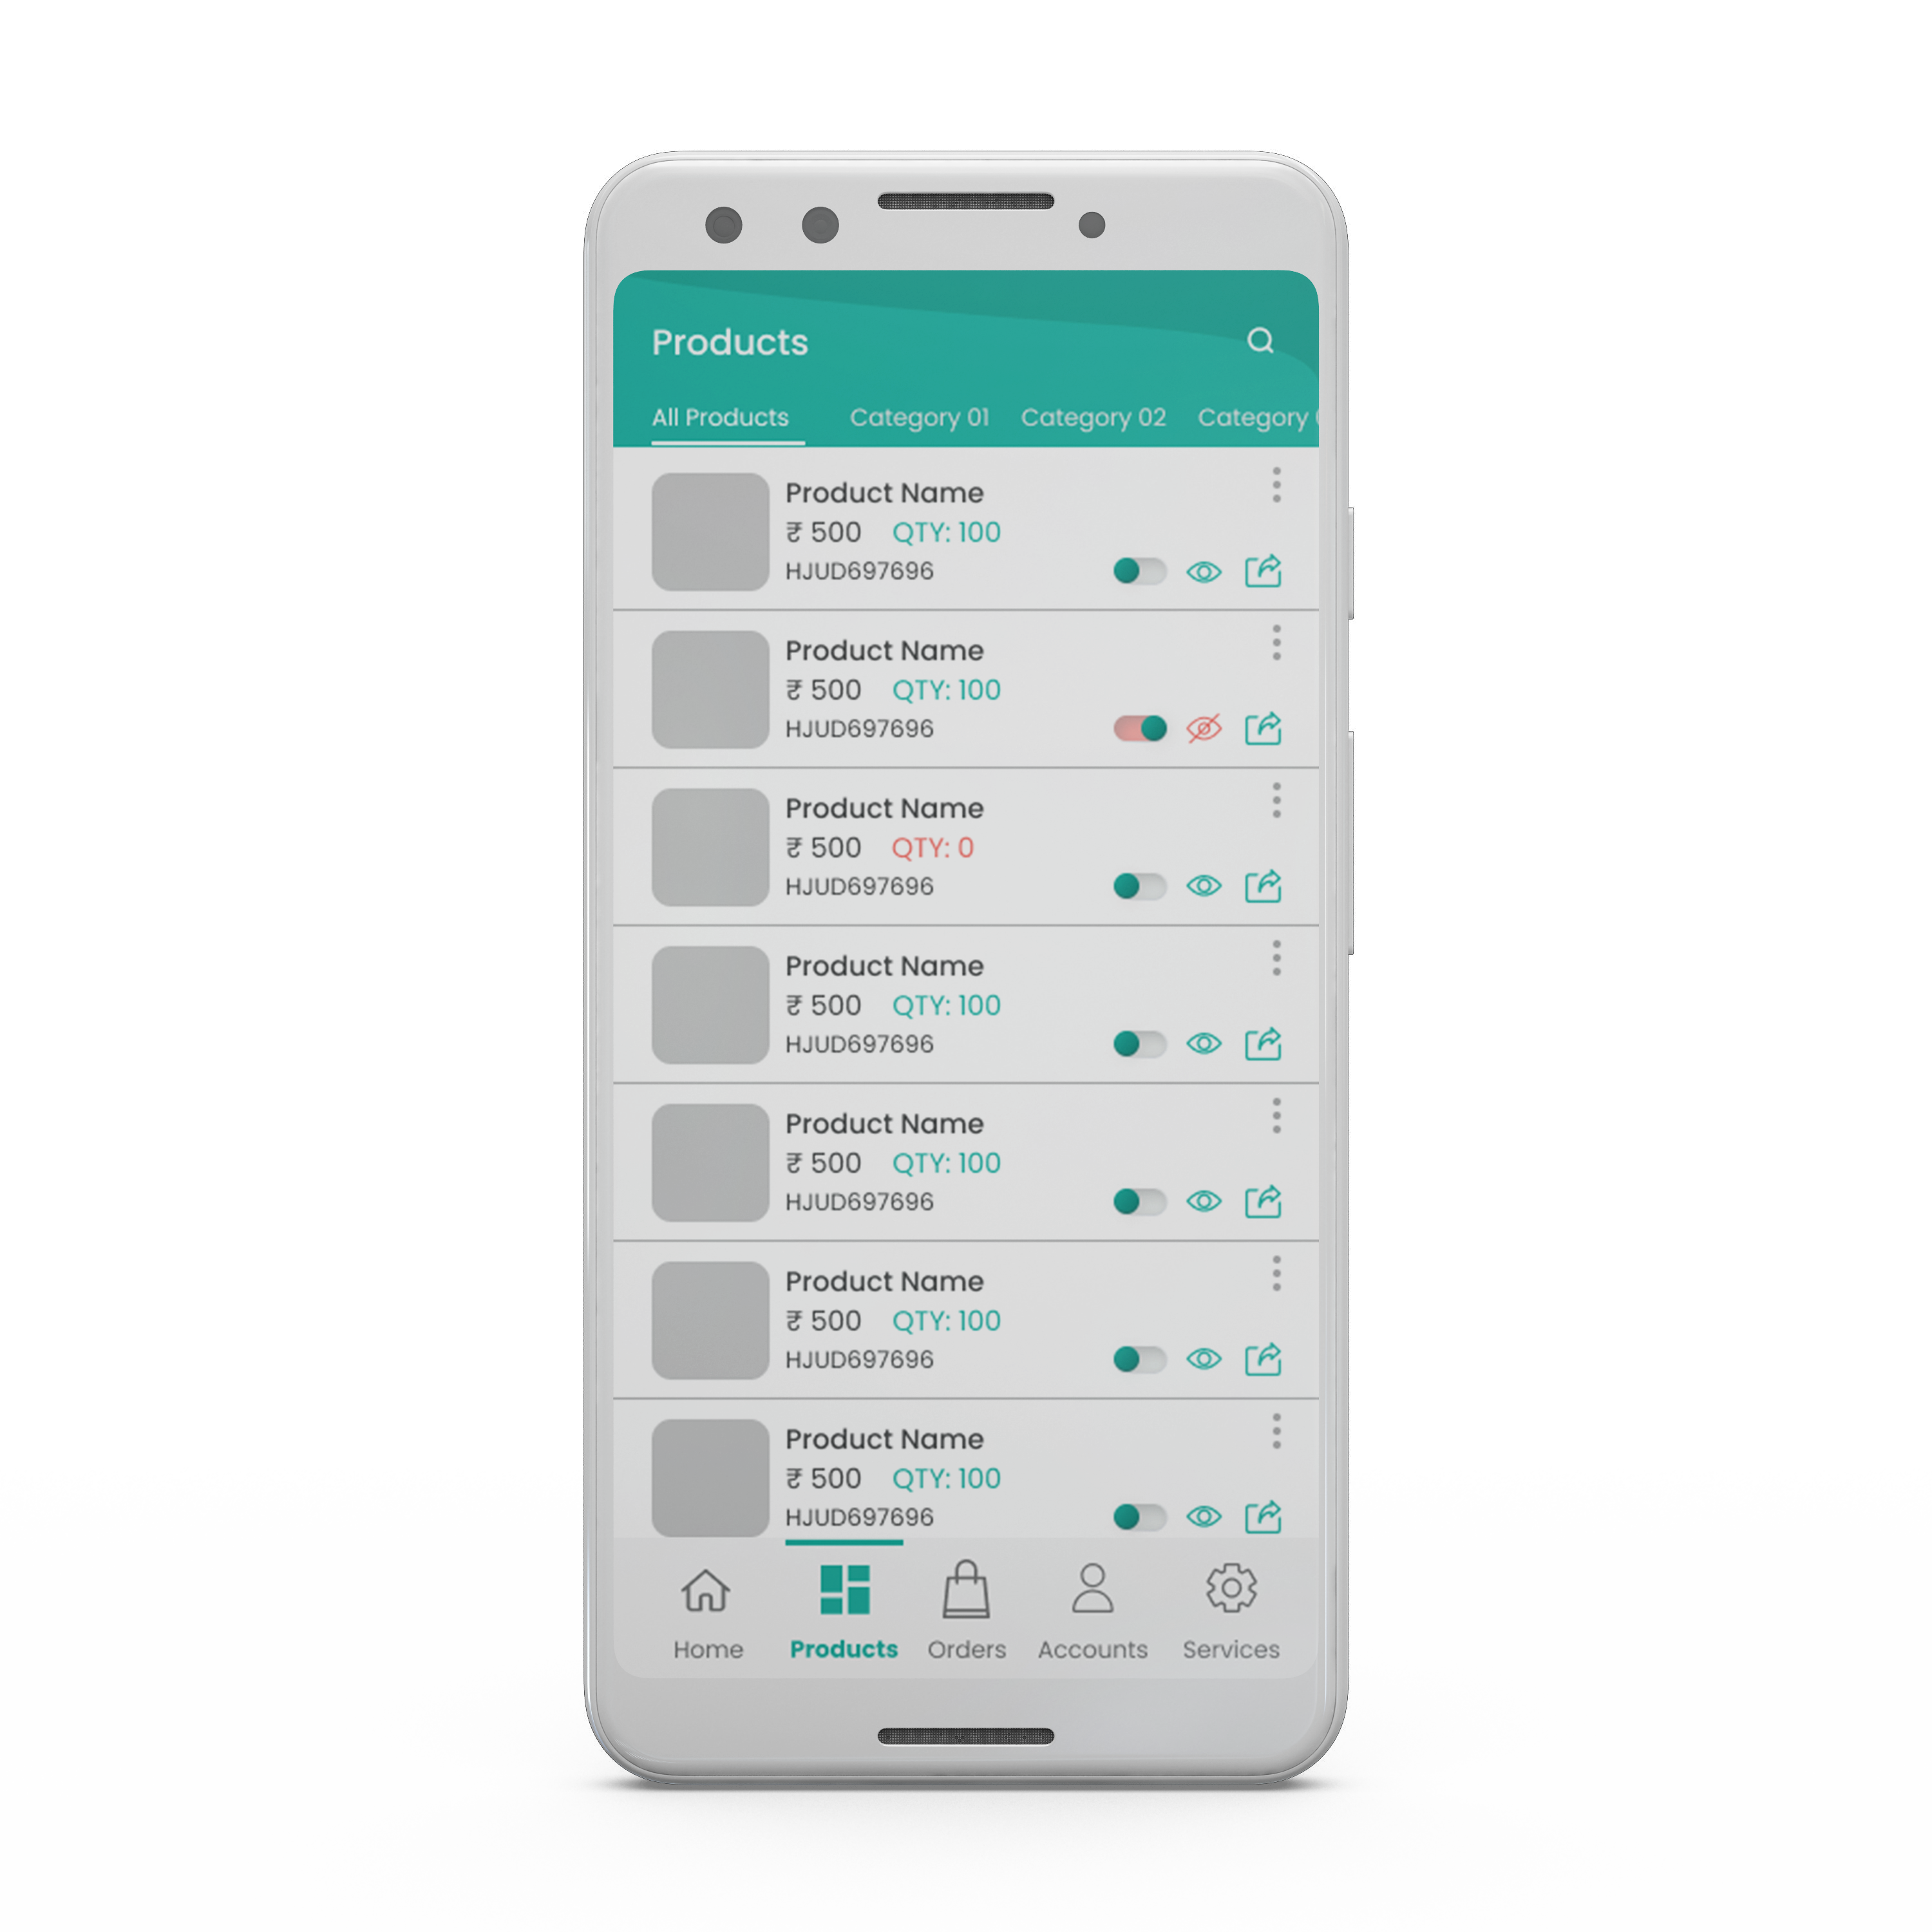 Products
All Products Category 01 Category 02 Category
Product Name
₹ 500 QTY: 100
HJUD697696
Product Name
₹ 500 QTY: 100
HJUD697696
Product Name
₹ 500 QTY: 0
HJUD697696
Product Name
₹ 500 QTY: 100
HJUD697696
Product Name
₹ 500 QTY: 100
HJUD697696
Product Name
₹ 500 QTY: 100
HJUD697696
Product Name
₹ 500 QTY: 100
HJUD697696
Home Products Orders Accounts Services